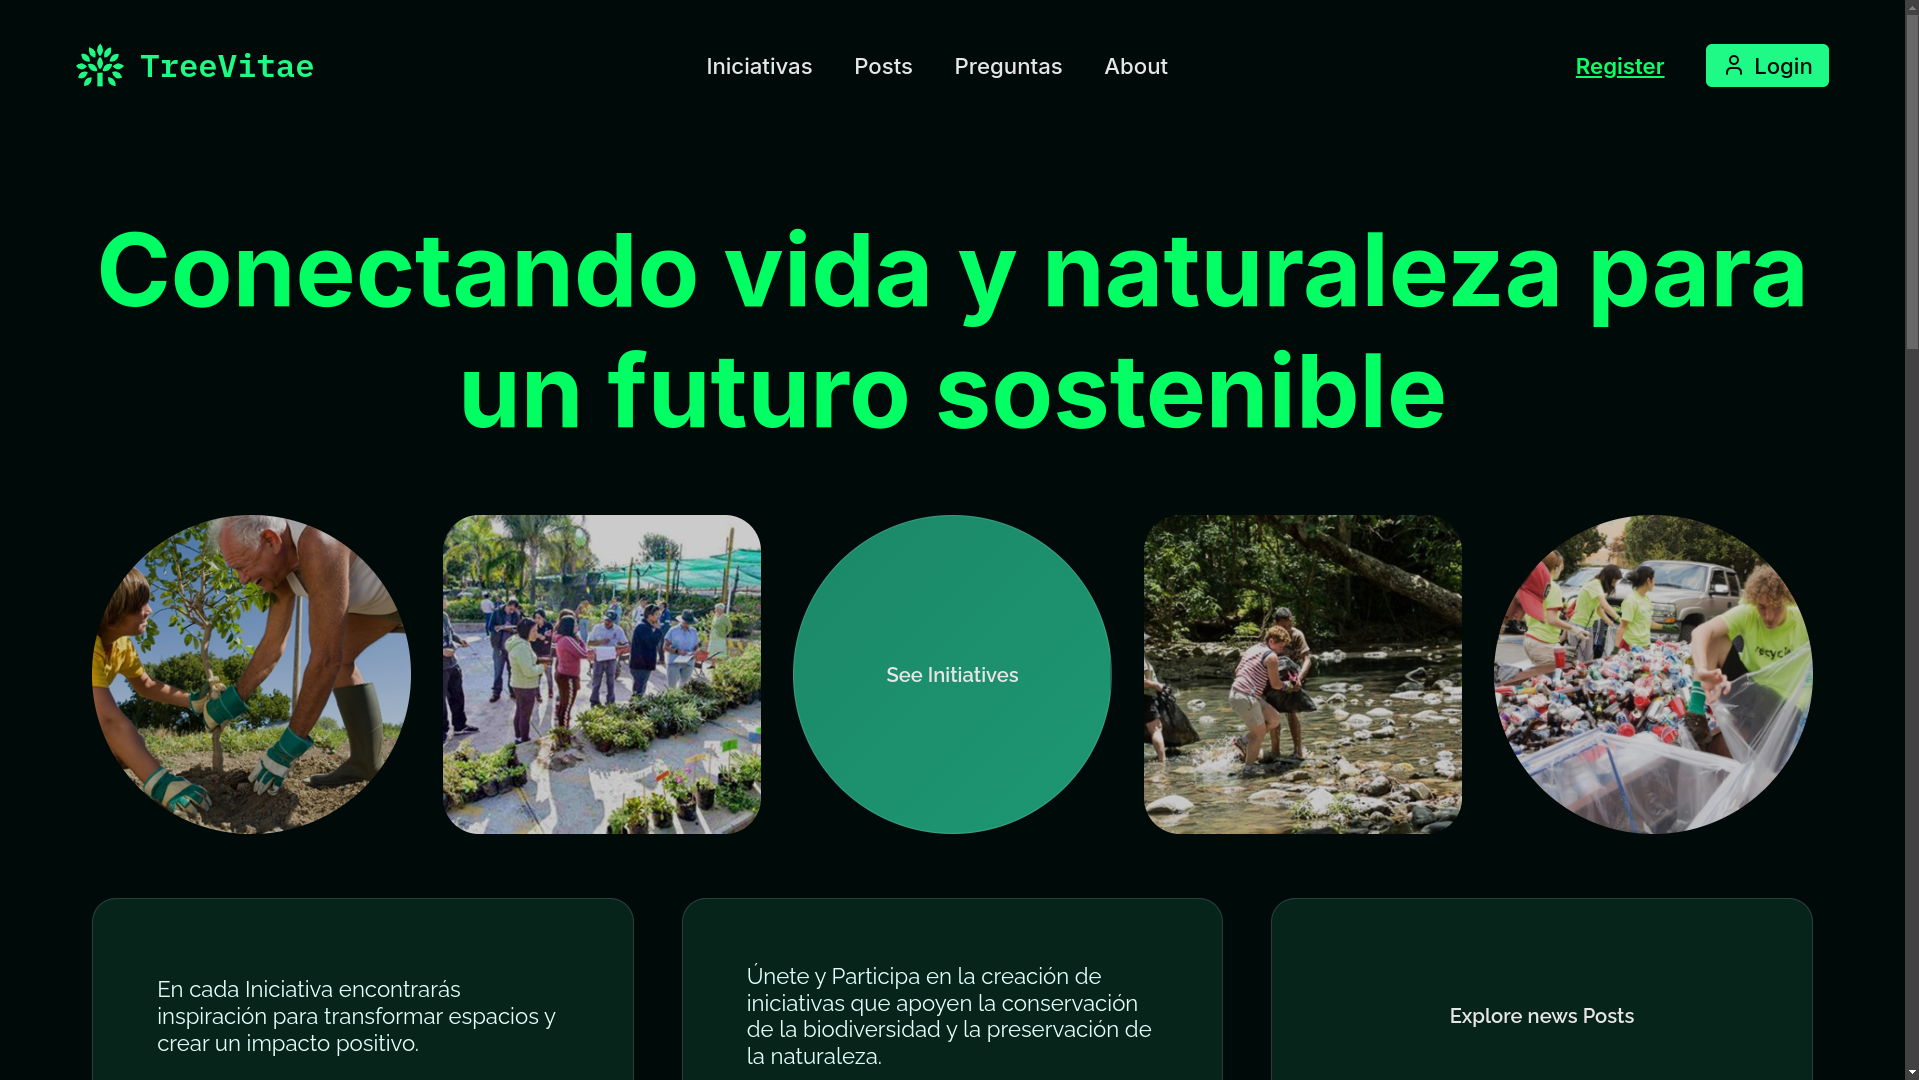 TreeVitae
Iniciativas
Posts
Preguntas
About
Register
Login
Conectando vida y naturaleza para
un futuro sostenible
See Initiatives
recycle
En cada Iniciativa encontrarás
inspiración para transformar espacios y
crear un impacto positivo.
Únete y Participa en la creación de
iniciativas que apoyen la conservación
de la biodiversidad y la preservación de
la naturaleza.
Explore news Posts